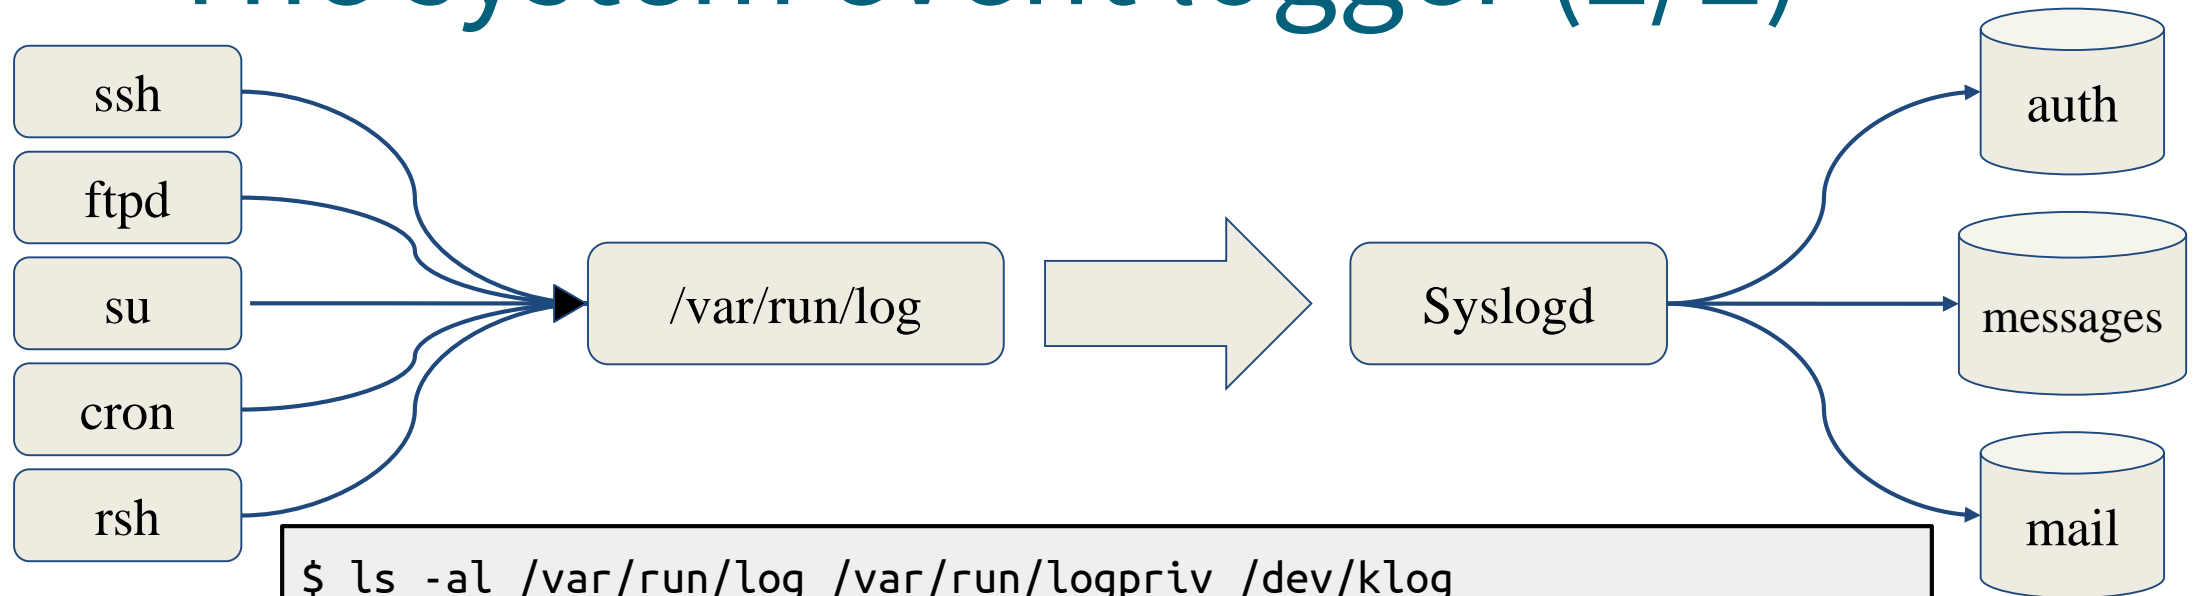 ssh
ftpd
su
cron
rsh
/var/run/log
Syslogd
auth
messages
mail
$ ls -al /var/run/log /var/run/logpriv /dev/klog